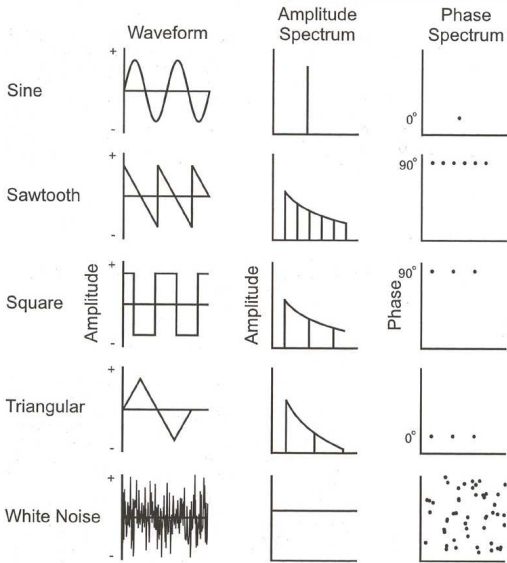 Waveform
Amplitude
Spectrum
Phase
Spectrum
Sine
+
-
0°
Sawtooth
+
-
90°
Square
Amplitude
+
-
Amplitude
Phase
90°
Triangular
+
-
0°
White Noise
+
-